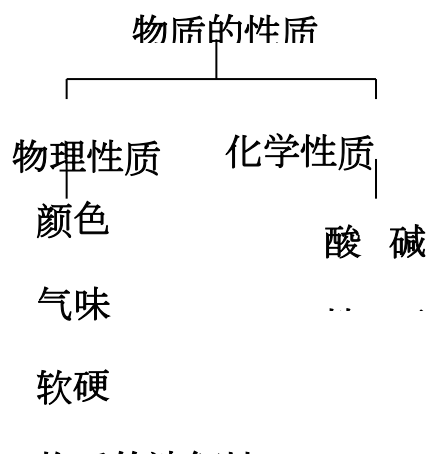 物质的性质
物理性质 化学性质
颜色
酸 碱
气味
软硬